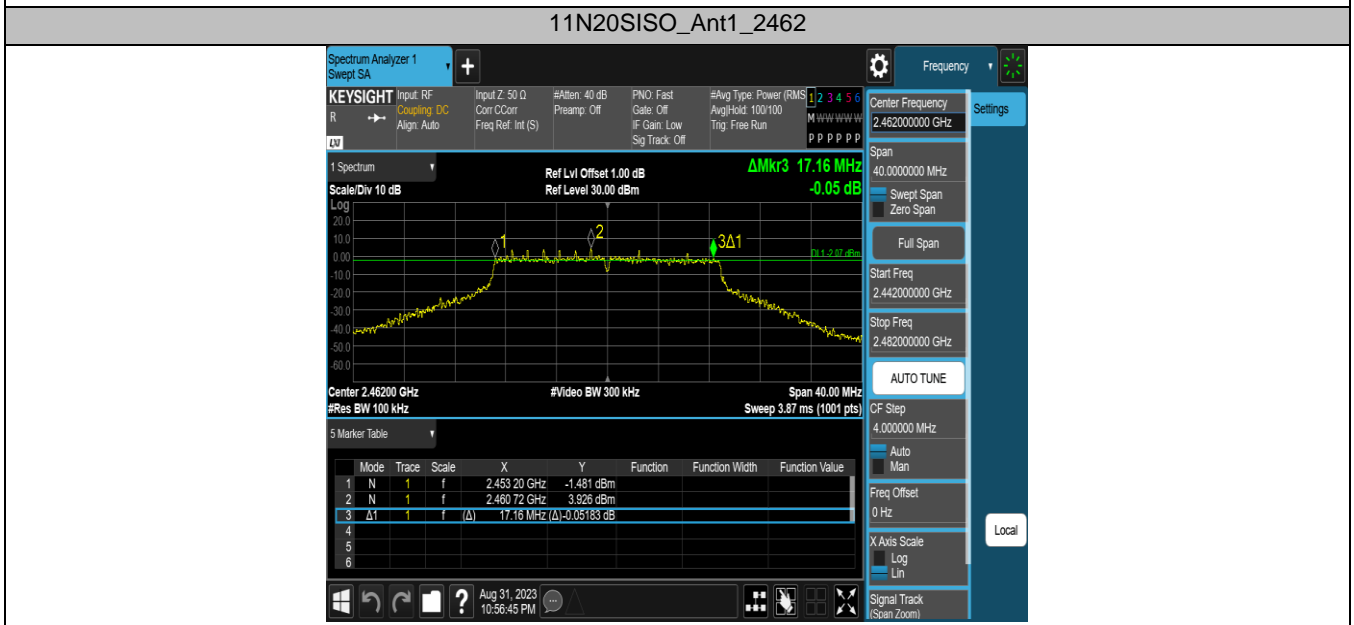 11N20SISO_Ant1_2462
Spectrum Analyzer 1
Swept SA
+
Frequency
KEYSIGHT
R
LXI
Input: RF
Coupling: DC
Align: Auto
Input Z: 50 Ω
Corr CCorr
Freq Ref: Int (S)
#Atten: 40 dB
Preamp: Off
PNO: Fast
Gate: Off
IF Gain: Low
Sig Track: Off
#Avg Type: Power (RMS
Avg|Hold: 100/100
Trig: Free Run
1 2 3 4 5 6
M W W W W W
P P P P P P
1 Spectrum
Scale/Div 10 dB
Ref Lvl Offset 1.00 dB
Ref Level 30.00 dBm
ΔMkr3 17.16 MHz
-0.05 dB
Log
20.0
10.0
0.00
-10.0
-20.0
-30.0
-40.0
-50.0
-60.0
1
2
3Δ1
DL1 -2.07 dBm
Center 2.46200 GHz
#Res BW 100 kHz
#Video BW 300 kHz
Span 40.00 MHz
Sweep 3.87 ms (1001 pts)
5 Marker Table
Mode Trace Scale X Y Function Function Width Function Value
1 N 1 f 2.453 20 GHz -1.481 dBm
2 N 1 f 2.460 72 GHz 3.926 dBm
3 Δ1 1 f (Δ) 17.16 MHz (Δ)-0.05183 dB
4
5
6
?
Aug 31, 2023
10:56:45 PM
Settings
Center Frequency
2.462000000 GHz
Span
40.0000000 MHz
Swept Span
Zero Span
Full Span
Start Freq
2.442000000 GHz
Stop Freq
2.482000000 GHz
AUTO TUNE
CF Step
4.000000 MHz
Auto
Man
Freq Offset
0 Hz
X Axis Scale
Log
Lin
Signal Track
(Span Zoom)
Local